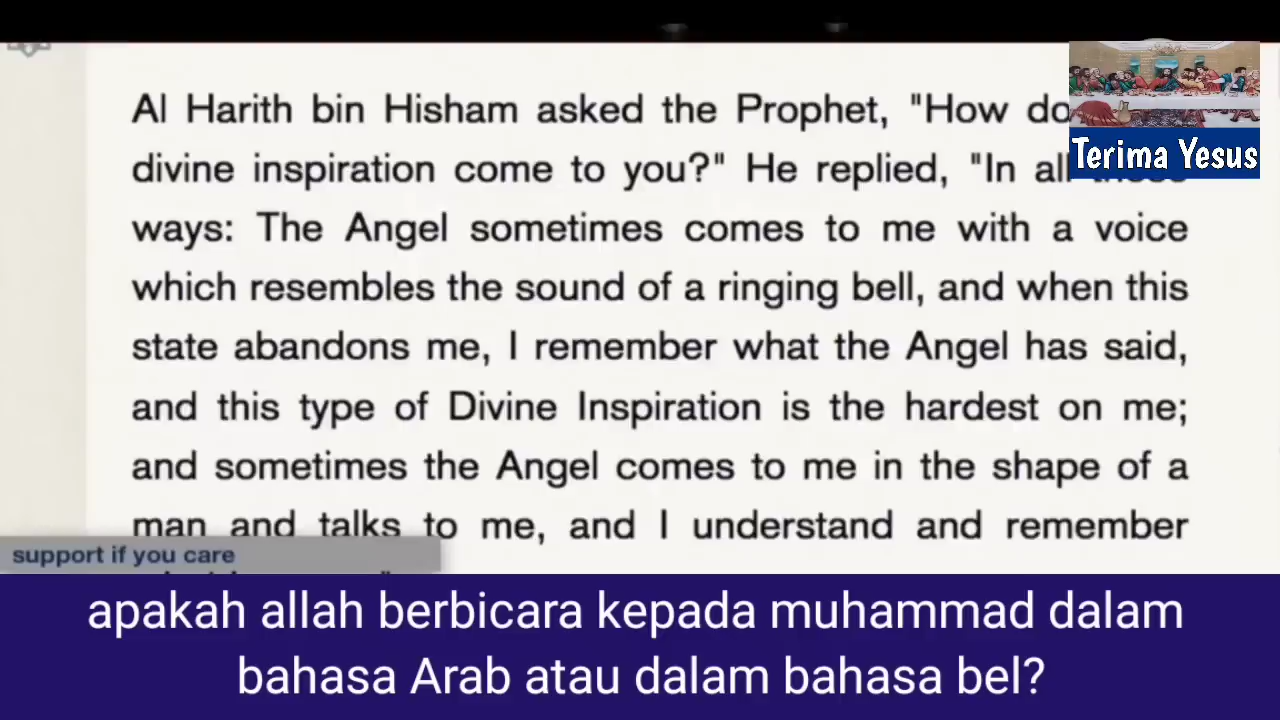 Al Harith bin Hisham asked the Prophet, "How do
divine inspiration come to you?" He replied, "In all these
ways: The Angel sometimes comes to me with a voice
which resembles the sound of a ringing bell, and when this
state abandons me, I remember what the Angel has said,
and this type of Divine Inspiration is the hardest on me;
and sometimes the Angel comes to me in the shape of a
man and talks to me, and I understand and remember
Terima Yesus
support if you care
apakah allah berbicara kepada muhammad dalam
bahasa Arab atau dalam bahasa bel?